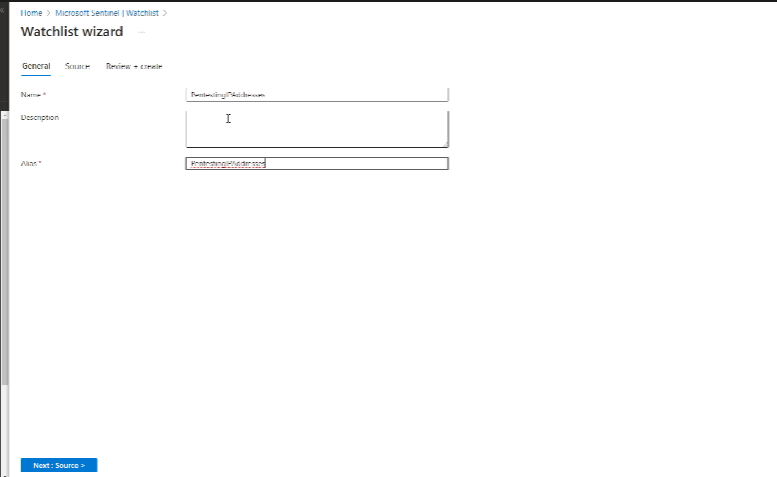 Home > Microsoft Sentinel | Watchlist >
Watchlist wizard ...
General Source Review + create
Name * PentestingIPAddresses
Description
Alias * PentestingIPAddresses
Next : Source >